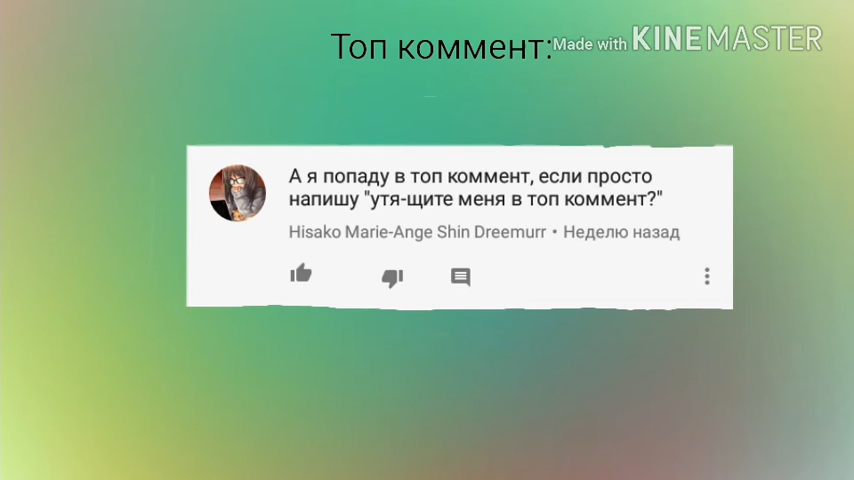 Топ коммент:
Made with KINEMASTER
А я попаду в топ коммент, если просто
напишу "утя-щите меня в топ коммент?"
Hisako Marie-Ange Shin Dreemurr • Неделю назад